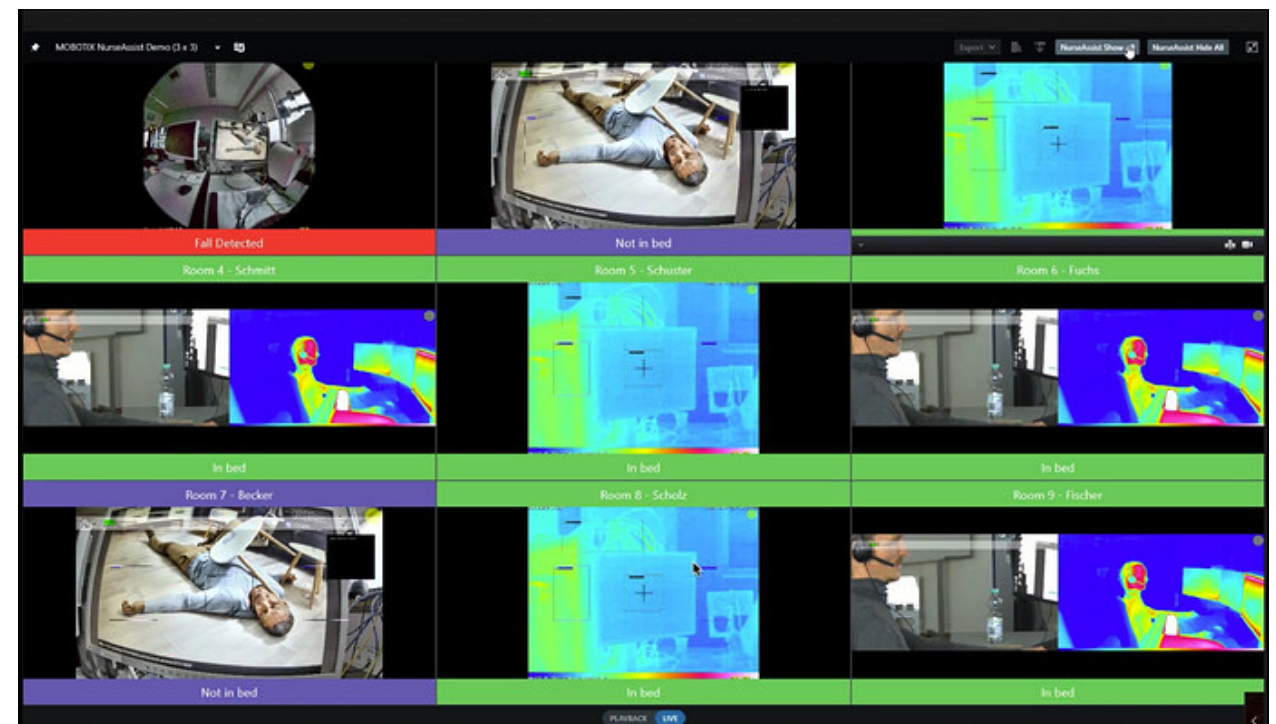 MOBOTIX NurseAssist Demo (3 x 3)
Export
NurseAssist Show
NurseAssist Hide All
Fall Detected
Not in bed
Room 4 - Schmitt
Room 5 - Schuster
Room 6 - Fuchs
In bed
In bed
In bed
Room 7 - Becker
Room 8 - Scholz
Room 9 - Fischer
Not in bed
In bed
In bed
PLAYBACK
LIVE